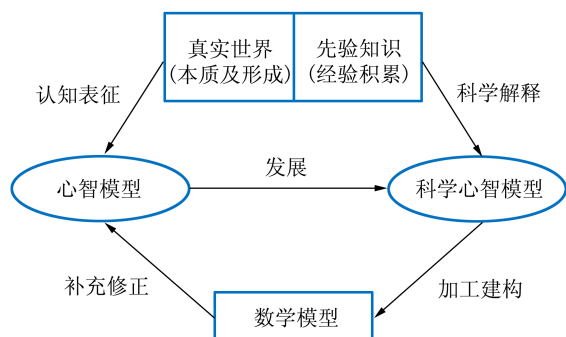 真实世界
(本质及形成)
先验知识
(经验积累)
认知表征
科学解释
心智模型
发展
科学心智模型
补充修正
加工建构
数学模型